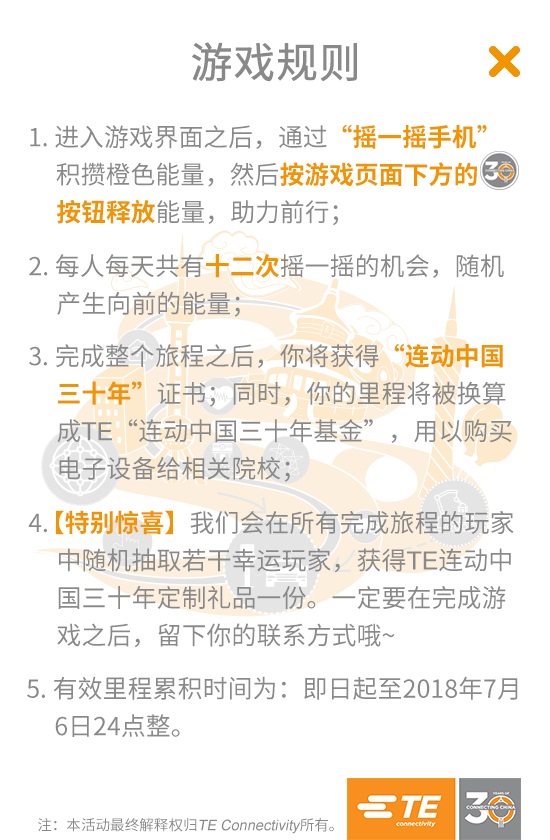 游戏规则
1. 进入游戏界面之后，通过“摇一摇手机”
积攒橙色能量，然后按游戏页面下方的30
按钮释放能量，助力前行；
2. 每人每天共有十二次摇一摇的机会，随机
产生向前的能量；
3. 完成整个旅程之后，你将获得“连动中国
三十年”证书；同时，你的里程将被换算
成TE“连动中国三十年基金”，用以购买
电子设备给相关院校；
4.【特别惊喜】我们会在所有完成旅程的玩家
中随机抽取若干幸运玩家，获得TE连动中
国三十年定制礼品一份。一定要在完成游
戏之后，留下你的联系方式哦~
5. 有效里程累积时间为：即日起至2018年7月
6日24点整。
注：本活动最终解释权归TE Connectivity所有。
TE
connectivity
30
YEARS OF
CONNECTING CHINA